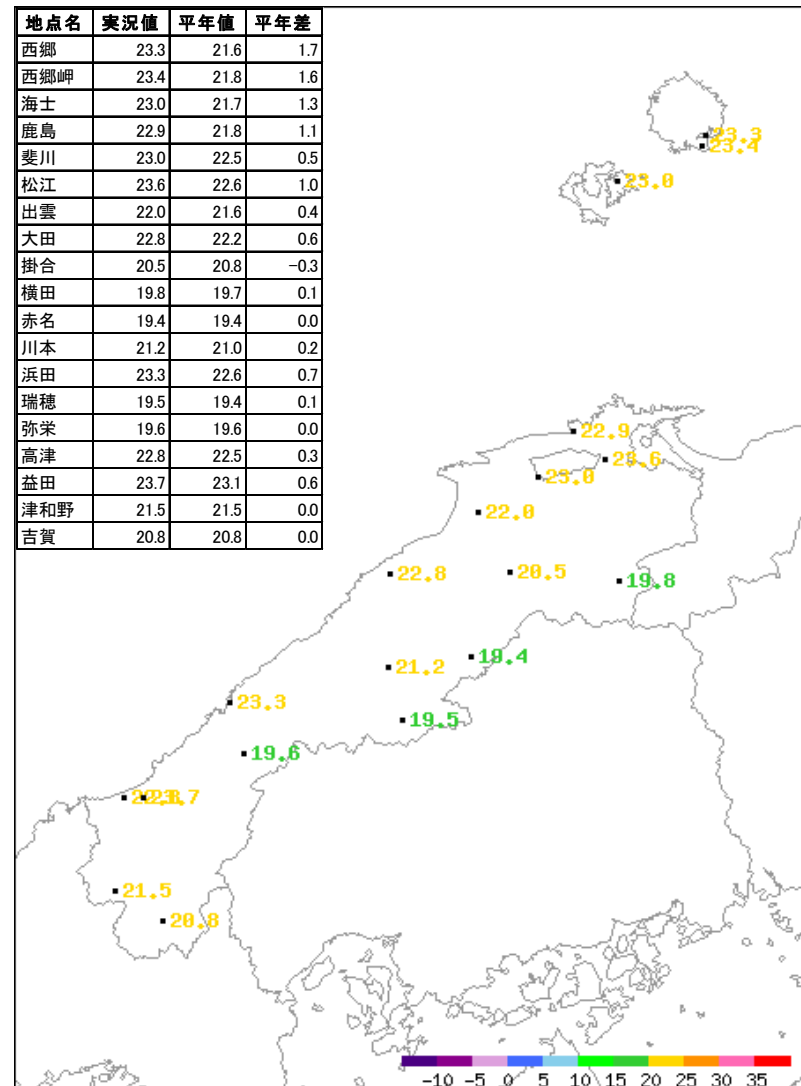 地点名 実況値 平年値 平年差
西郷 23.3 21.6 1.7
西郷岬 23.4 21.8 1.6
海士 23.0 21.7 1.3
鹿島 22.9 21.8 1.1
斐川 23.0 22.5 0.5
松江 23.6 22.6 1.0
出雲 22.0 21.6 0.4
大田 22.8 22.2 0.6
掛合 20.5 20.8 −0.3
横田 19.8 19.7 0.1
赤名 19.4 19.4 0.0
川本 21.2 21.0 0.2
浜田 23.3 22.6 0.7
瑞穂 19.5 19.4 0.1
弥栄 19.6 19.6 0.0
高津 22.8 22.5 0.3
益田 23.7 23.1 0.6
津和野 21.5 21.5 0.0
吉賀 20.8 20.8 0.0
23.3
23.4
23.0
22.9
23.6
23.0
22.0
22.8 20.5 19.8
19.4
21.2
23.3
19.5
19.6
22.8 23.7
21.5
20.8
-10 -5 0 5 10 15 20 25 30 35